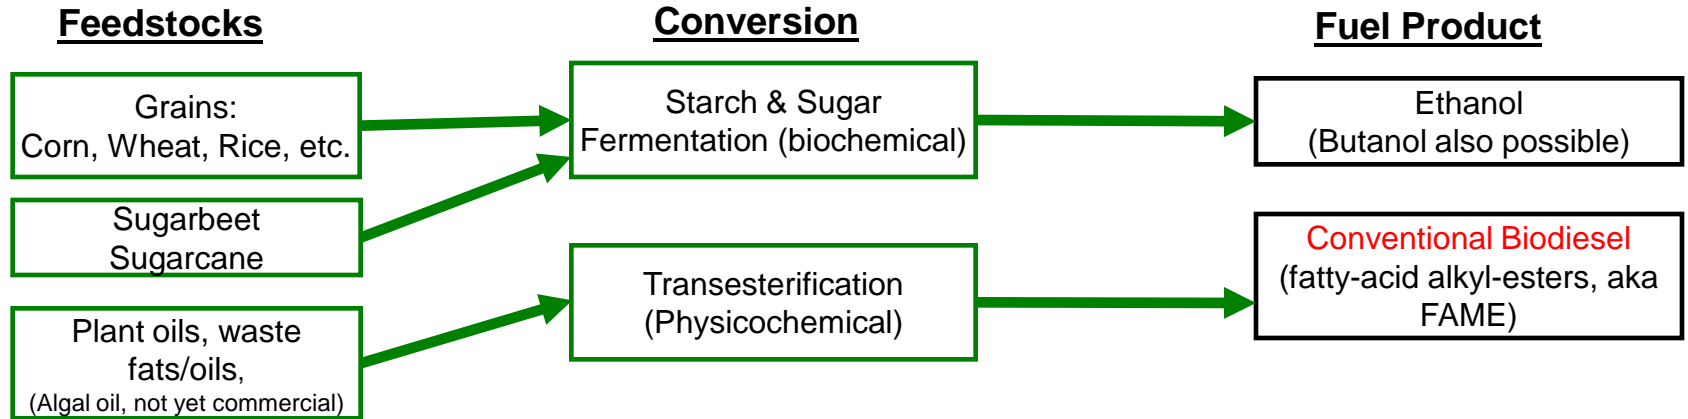 Feedstocks
Conversion
Fuel Product
Grains:
Corn, Wheat, Rice, etc.
Starch & Sugar
Fermentation (biochemical)
Ethanol
(Butanol also possible)
Sugarbeet
Sugarcane
Transesterification
(Physicochemical)
Conventional Biodiesel
(fatty-acid alkyl-esters, aka
FAME)
Plant oils, waste
fats/oils,
(Algal oil, not yet commercial)